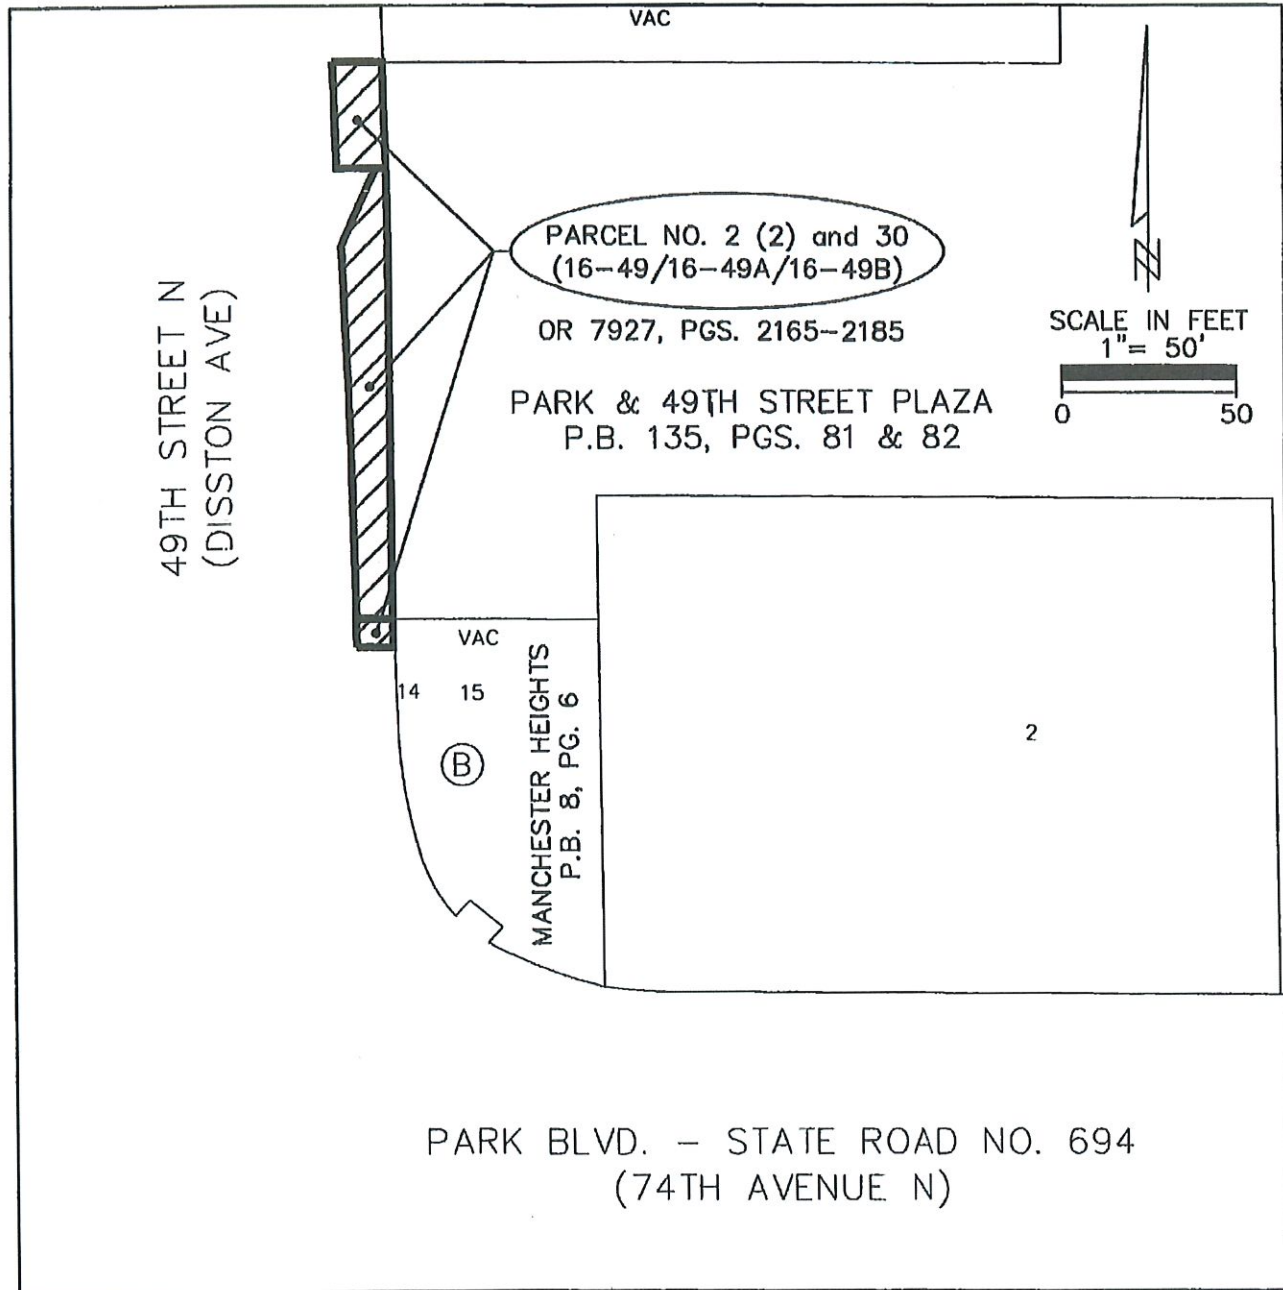 VAC
PARCEL NO. 2 (2) and 30
(16-49/16-49A/16-49B)
OR 7927, PGS. 2165-2185
PARK & 49TH STREET PLAZA
P.B. 135, PGS. 81 & 82
N
SCALE IN FEET
1"= 50'
0 50
49TH STREET N
(DISSTON AVE)
VAC
14 15
B
MANCHESTER HEIGHTS
P.B. 8, PG. 6
2
PARK BLVD. - STATE ROAD NO. 694
(74TH AVENUE N)